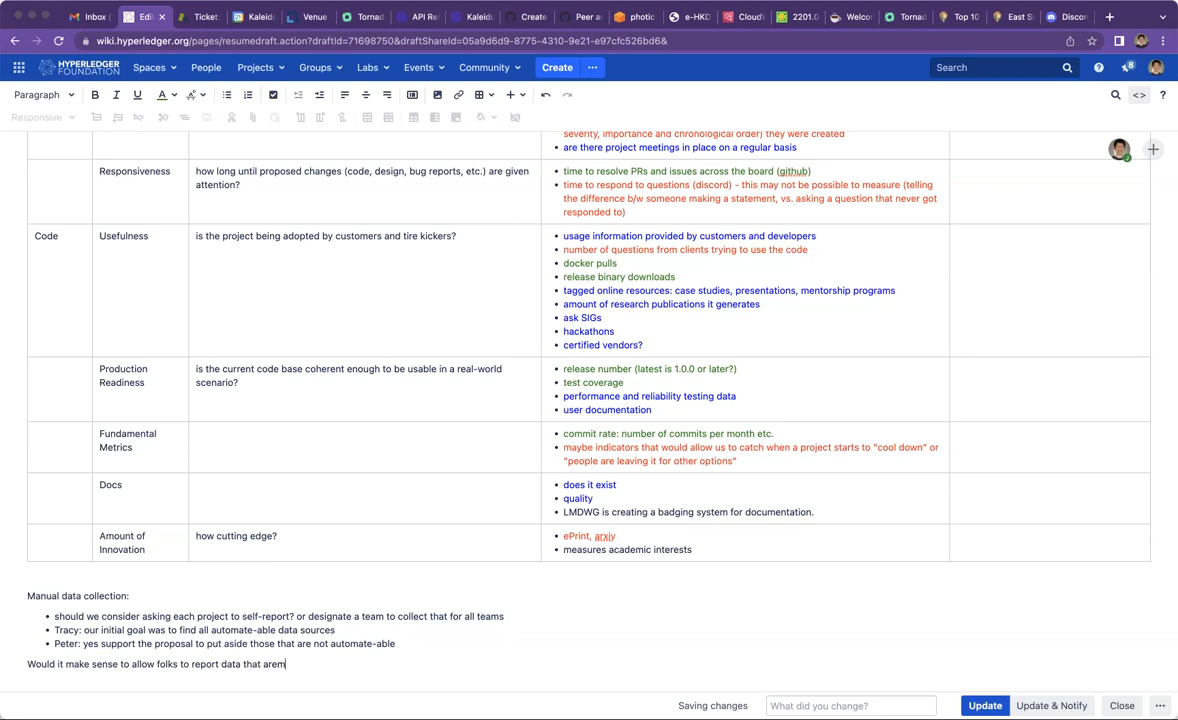 Inbox (
Edi
Ticket:
Kaleido
Venue
Tornad
API Re
Kaleid
Create
Peer a
photic
e-HKD
CloudV
2201.0
Welcor
Tornad
Top 10
East Si
Discor
wiki.hyperledger.org/pages/resumedraft.action?draftId=71698750&draftShareId=05a9d6d9-8775-4310-9e21-e97cfc526bd6&
HYPERLEDGER
FOUNDATION
Spaces
People
Projects
Groups
Labs
Events
Community
Create
Search
8
Paragraph
B I U A
Responsive
severity, importance and chronological order) they were created
• are there project meetings in place on a regular basis
Responsiveness
how long until proposed changes (code, design, bug reports, etc.) are given
attention?
• time to resolve PRs and issues across the board (github)
• time to respond to questions (discord) - this may not be possible to measure (telling
the difference b/w someone making a statement, vs. asking a question that never got
responded to)
Code
Usefulness
is the project being adopted by customers and tire kickers?
• usage information provided by customers and developers
• number of questions from clients trying to use the code
• docker pulls
• release binary downloads
• tagged online resources: case studies, presentations, mentorship programs
• amount of research publications it generates
• ask SIGs
• hackathons
• certified vendors?
Production
Readiness
is the current code base coherent enough to be usable in a real-world
scenario?
• release number (latest is 1.0.0 or later?)
• test coverage
• performance and reliability testing data
• user documentation
Fundamental
Metrics
• commit rate: number of commits per month etc.
• maybe indicators that would allow us to catch when a project starts to "cool down" or
"people are leaving it for other options"
Docs
• does it exist
• quality
• LMDWG is creating a badging system for documentation.
Amount of
Innovation
how cutting edge?
• ePrint, arxiv
• measures academic interests
Manual data collection:
• should we consider asking each project to self-report? or designate a team to collect that for all teams
• Tracy: our initial goal was to find all automate-able data sources
• Peter: yes support the proposal to put aside those that are not automate-able
Would it make sense to allow folks to report data that arem
Saving changes
What did you change?
Update
Update & Notify
Close